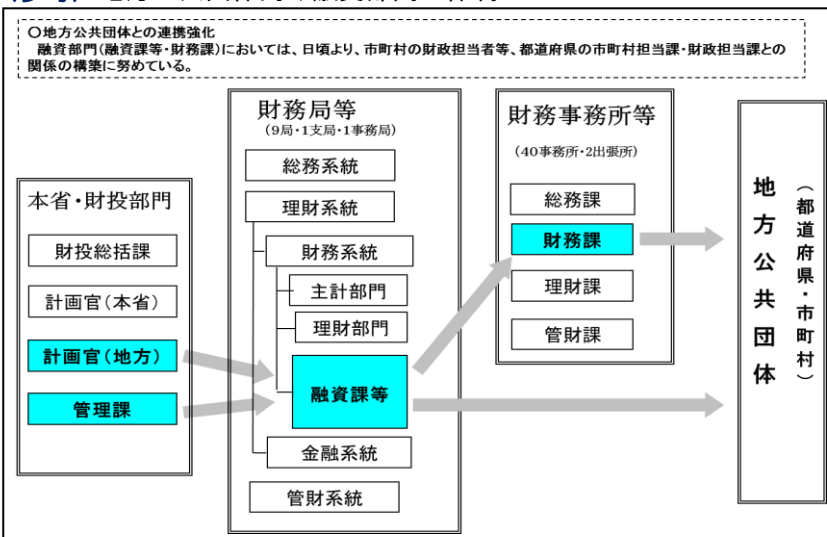 〇地方公共団体との連携強化
融資部門(融資課等・財務課)においては、日頃より、市町村の財政担当者等、都道府県の市町村担当課・財政担当課との
関係の構築に努めている。
本省・財投部門
財投総括課
計画官(本省)
計画官(地方)
管理課
財務局等
(9局・1支局・1事務局)
総務系統
理財系統
財務系統
主計部門
理財部門
融資課等
金融系統
管財系統
財務事務所等
(40事務所・2出張所)
総務課
財務課
理財課
管財課
地方公共団体
(都道府県・市町村)